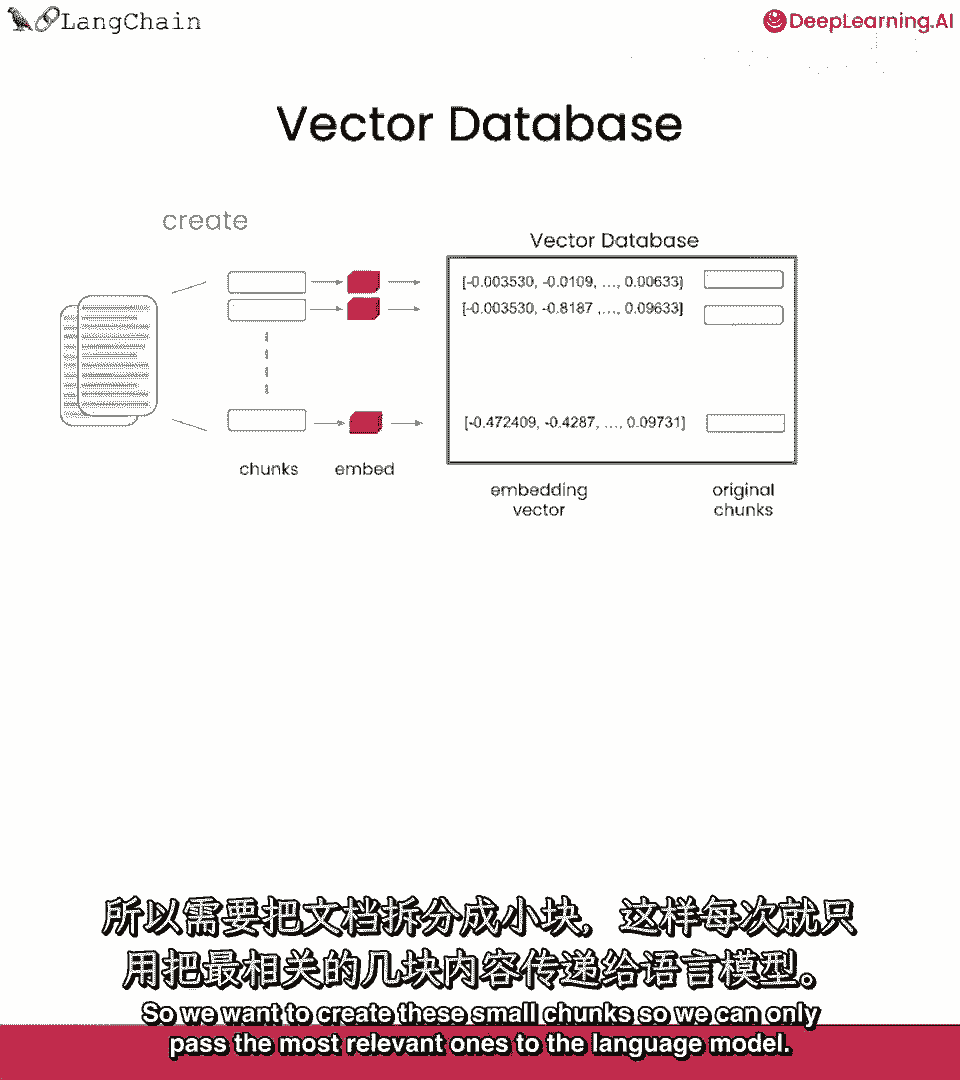 LangChain
DeepLearning.AI
Vector Database
create
Vector Database
[-0.003530, -0.0109, ..., 0.00633]
[-0.003530, -0.8187 ,..., 0.09633]
[-0.472409, -0.4287, ..., 0.09731]
chunks
embed
embedding
vector
original
chunks
所以需要把文档拆分成小块，这样每次就只
用把最相关的几块内容传递给语言模型。
So we want to create these small chunks so we can only
pass the most relevant ones to the language model.